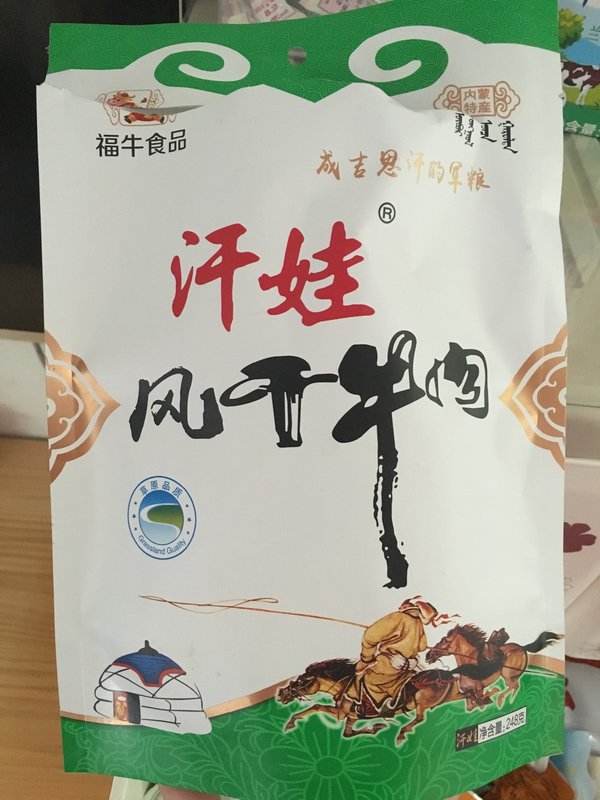 福牛食品
内蒙
特産
成吉思汗的军粮
®
汗娃
风干牛肉
草原品质
Grassland Guality
汗娃
净含量:248克